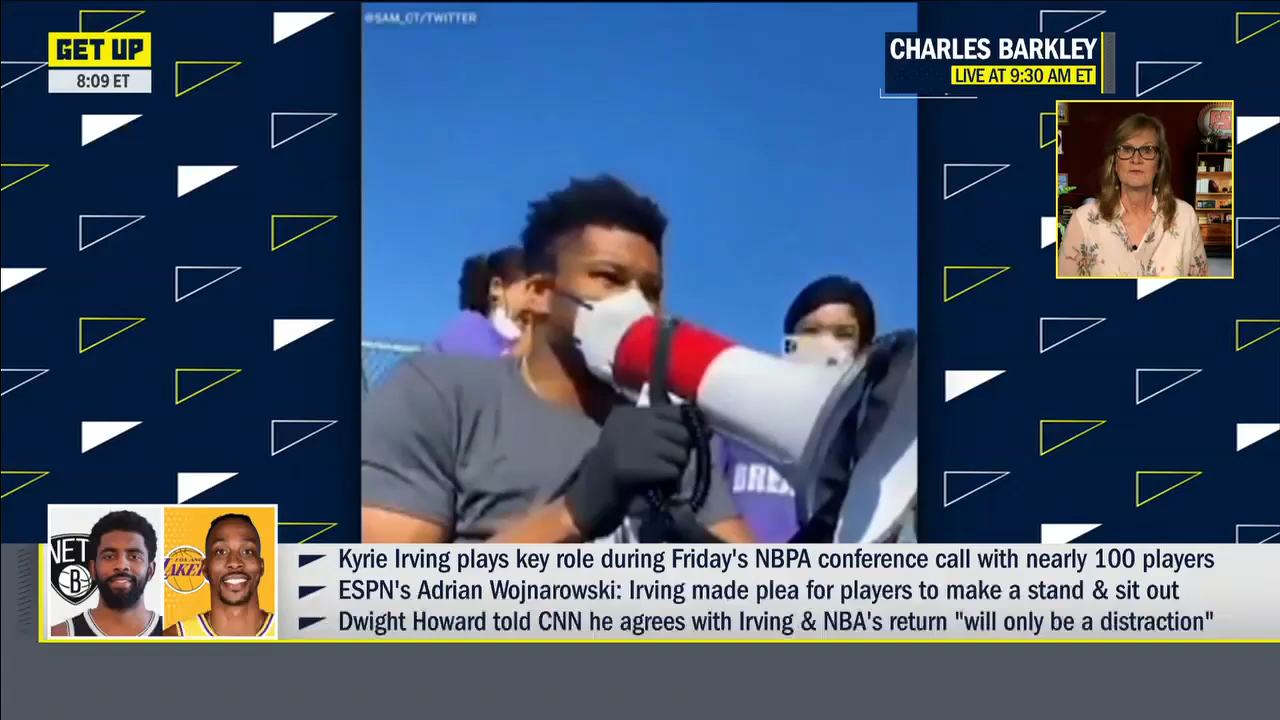 @SAM_CT/TWITTER
GET UP
8:09 ET
CHARLES BARKLEY
LIVE AT 9:30 AM ET
Kyrie Irving plays key role during Friday's NBPA conference call with nearly 100 players
ESPN's Adrian Wojnarowski: Irving made plea for players to make a stand & sit out
Dwight Howard told CNN he agrees with Irving & NBA's return "will only be a distraction"
NET
B
LAKE